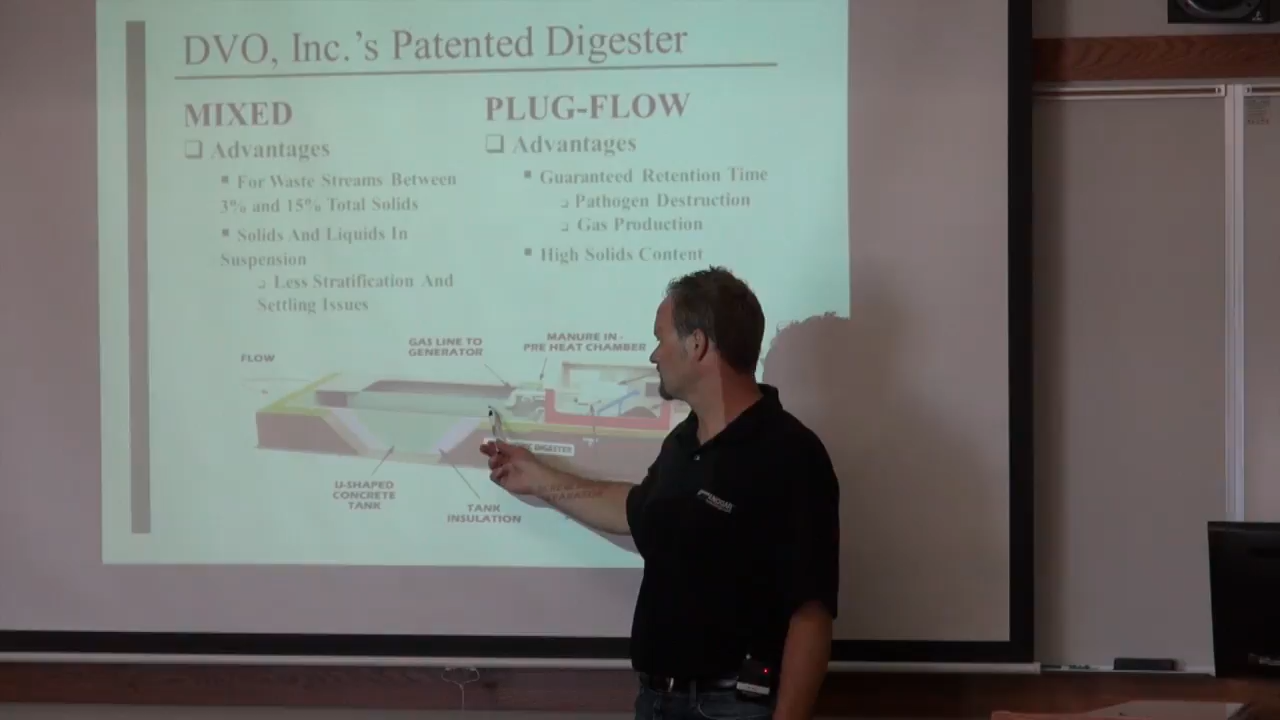 DVO, Inc.'s Patented Digester
MIXED
❑ Advantages
▪ For Waste Streams Between
3% and 15% Total Solids
▪ Solids And Liquids In
Suspension
❑ Less Stratification And
Settling Issues
PLUG-FLOW
❑ Advantages
▪ Guaranteed Retention Time
❑ Pathogen Destruction
❑ Gas Production
▪ High Solids Content
FLOW
GAS LINE TO
GENERATOR
MANURE IN -
PRE HEAT CHAMBER
DIGESTER
U-SHAPED
CONCRETE
TANK
TANK
INSULATION